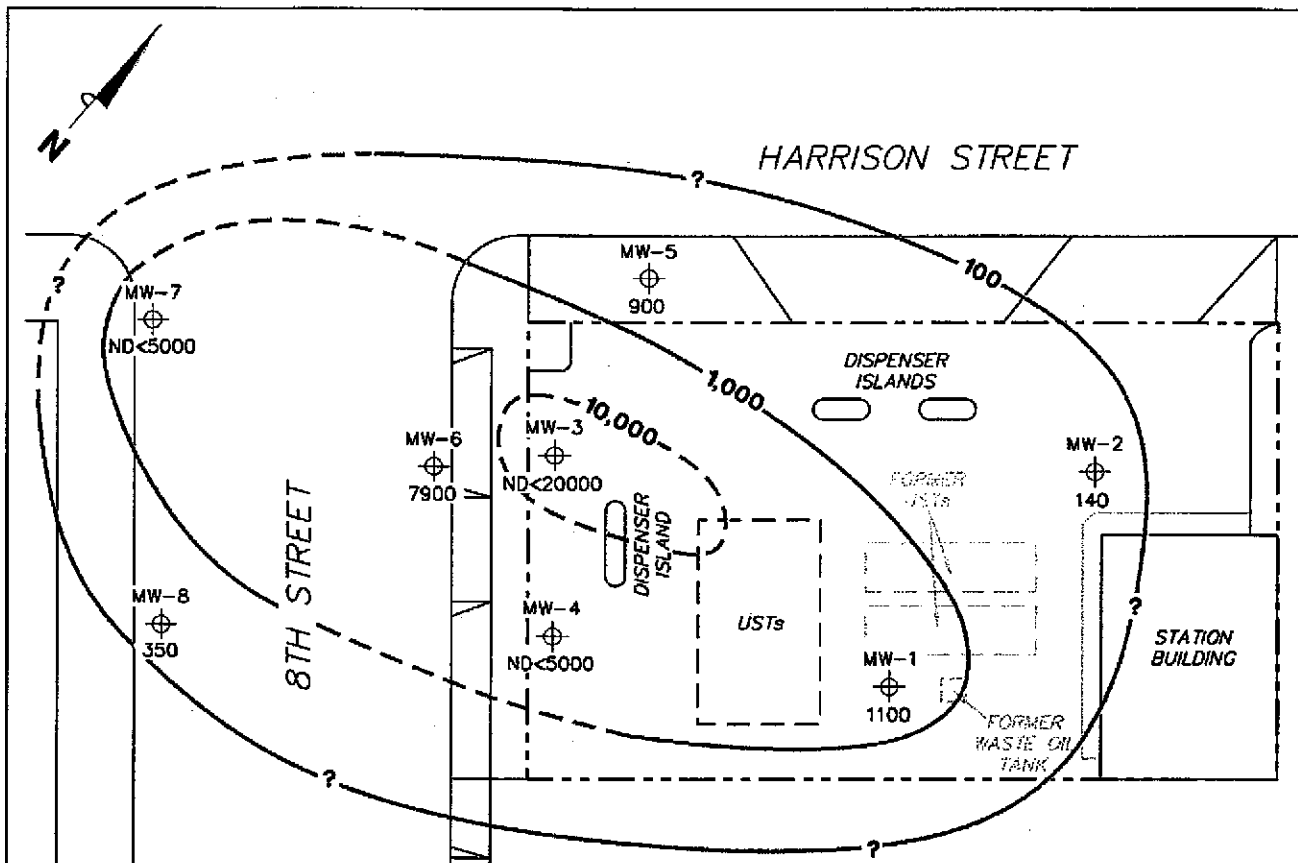 N
HARRISON STREET
?
MW-5
900
100
?
MW-7
ND<5000
DISPENSER
ISLANDS
1,000
10,000
MW-3
ND<20000
MW-6
7900
MW-2
140
FORMER
USTs
DISPENSER
ISLAND
8TH STREET
MW-8
350
MW-4
ND<5000
USTs
?
STATION
BUILDING
MW-1
1100
FORMER
WASTE OIL
TANK
?
?